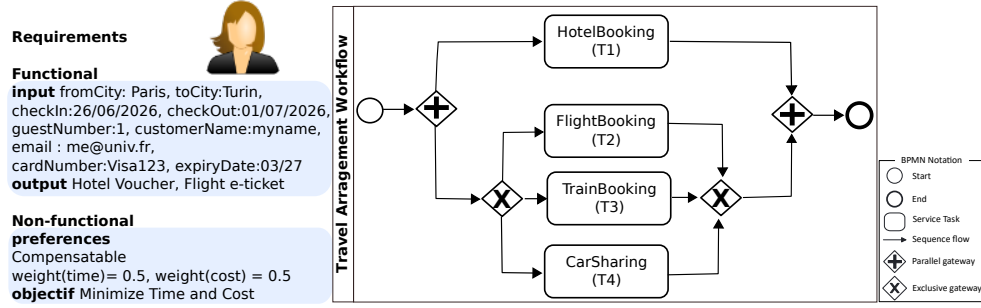 Requirements
Functional
input fromCity: Paris, toCity:Turin,
checkIn:26/06/2026, checkOut:01/07/2026,
guestNumber:1, customerName:myname,
email : me@univ.fr,
cardNumber:Visa123, expiryDate:03/27
output Hotel Voucher, Flight e-ticket
Non-functional
preferences
Compensatable
weight(time)= 0.5, weight(cost) = 0.5
objectif Minimize Time and Cost
Travel Arragement Workflow
HotelBooking
(T1)
FlightBooking
(T2)
TrainBooking
(T3)
CarSharing
(T4)
X
X
BPMN Notation
Start
End
Service Task
Sequence flow
Parallel gateway
X
Exclusive gateway